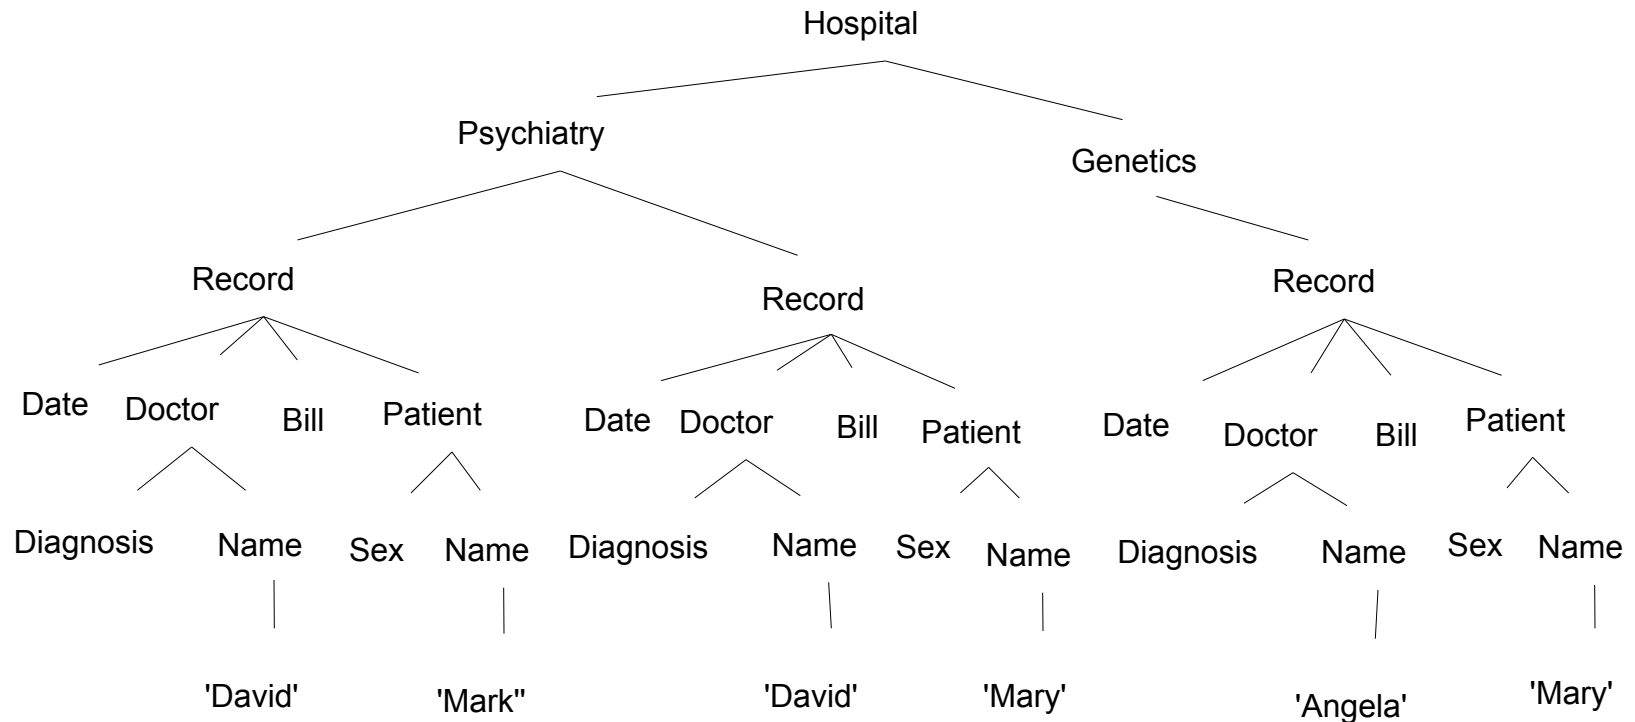 Hospital
Psychiatry
Genetics
Record Record Record
Date Doctor Bill Patient Date Doctor Bill Patient Date Doctor Bill Patient
Diagnosis Name Sex Name Diagnosis Name Sex Name Diagnosis Name Sex Name
'David' 'Mark'' 'David' 'Mary' 'Angela' 'Mary'